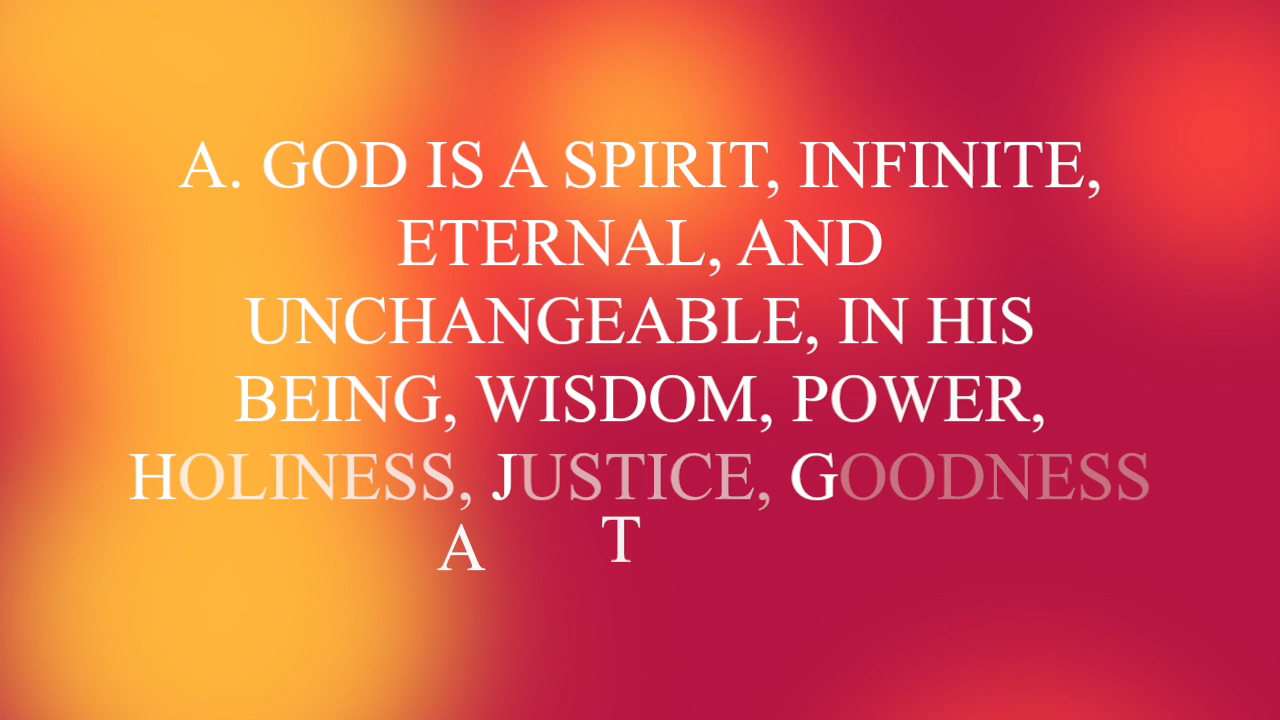 A. GOD IS A SPIRIT, INFINITE,
ETERNAL, AND
UNCHANGEABLE, IN HIS
BEING, WISDOM, POWER,
HOLINESS, JUSTICE, GOODNESS
A T